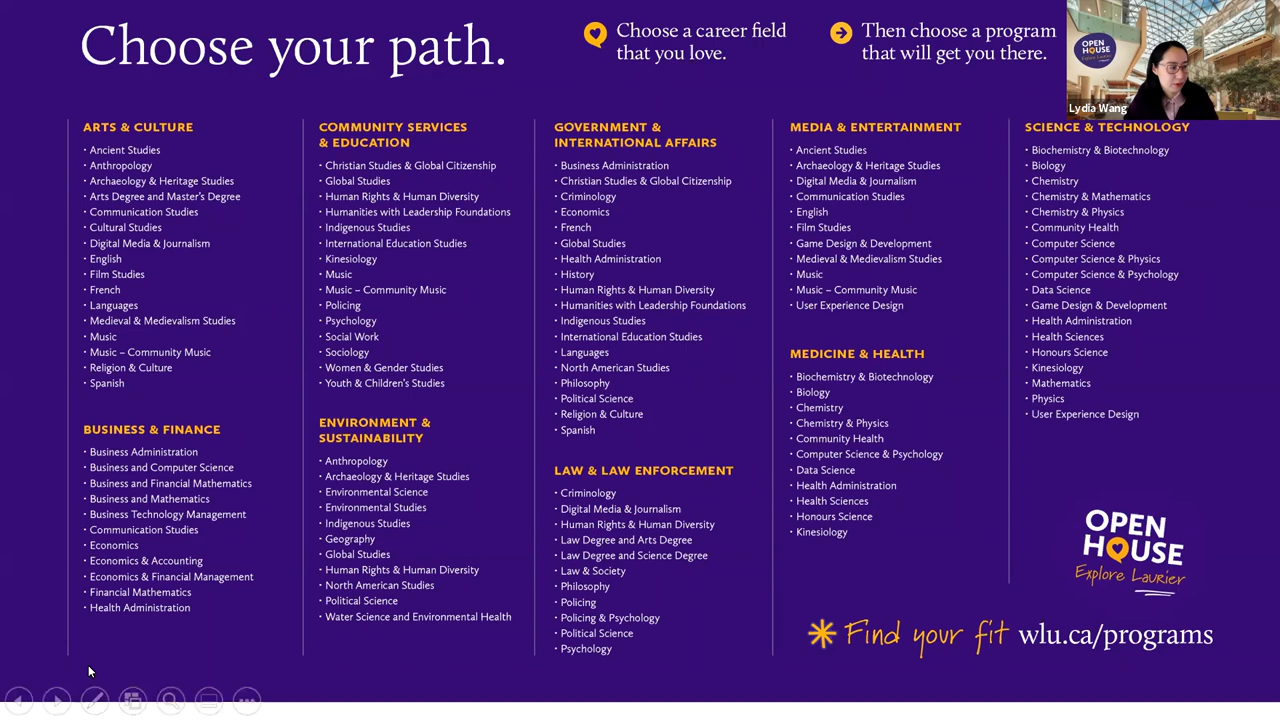 Choose your path.
Choose a career field
that you love.
Then choose a program
that will get you there.
OPEN
HOUSE
Explore Laurier
Lydia Wang
ARTS & CULTURE
• Ancient Studies
• Anthropology
• Archaeology & Heritage Studies
• Arts Degree and Master's Degree
• Communication Studies
• Cultural Studies
• Digital Media & Journalism
• English
• Film Studies
• French
• Languages
• Medieval & Medievalism Studies
• Music
• Music – Community Music
• Religion & Culture
• Spanish
BUSINESS & FINANCE
• Business Administration
• Business and Computer Science
• Business and Financial Mathematics
• Business and Mathematics
• Business Technology Management
• Communication Studies
• Economics
• Economics & Accounting
• Economics & Financial Management
• Financial Mathematics
• Health Administration
COMMUNITY SERVICES
& EDUCATION
• Christian Studies & Global Citizenship
• Global Studies
• Human Rights & Human Diversity
• Humanities with Leadership Foundations
• Indigenous Studies
• International Education Studies
• Kinesiology
• Music
• Music – Community Music
• Policing
• Psychology
• Social Work
• Sociology
• Women & Gender Studies
• Youth & Children's Studies
ENVIRONMENT &
SUSTAINABILITY
• Anthropology
• Archaeology & Heritage Studies
• Environmental Science
• Environmental Studies
• Indigenous Studies
• Geography
• Global Studies
• Human Rights & Human Diversity
• North American Studies
• Political Science
• Water Science and Environmental Health
GOVERNMENT &
INTERNATIONAL AFFAIRS
• Business Administration
• Christian Studies & Global Citizenship
• Criminology
• Economics
• French
• Global Studies
• Health Administration
• History
• Human Rights & Human Diversity
• Humanities with Leadership Foundations
• Indigenous Studies
• International Education Studies
• Languages
• North American Studies
• Philosophy
• Political Science
• Religion & Culture
• Spanish
LAW & LAW ENFORCEMENT
• Criminology
• Digital Media & Journalism
• Human Rights & Human Diversity
• Law Degree and Arts Degree
• Law Degree and Science Degree
• Law & Society
• Philosophy
• Policing
• Policing & Psychology
• Political Science
• Psychology
MEDIA & ENTERTAINMENT
• Ancient Studies
• Archaeology & Heritage Studies
• Digital Media & Journalism
• Communication Studies
• English
• Film Studies
• Game Design & Development
• Medieval & Medievalism Studies
• Music
• Music – Community Music
• User Experience Design
MEDICINE & HEALTH
• Biochemistry & Biotechnology
• Biology
• Chemistry
• Chemistry & Physics
• Community Health
• Computer Science & Psychology
• Data Science
• Health Administration
• Health Sciences
• Honours Science
• Kinesiology
SCIENCE & TECHNOLOGY
• Biochemistry & Biotechnology
• Biology
• Chemistry
• Chemistry & Mathematics
• Chemistry & Physics
• Community Health
• Computer Science
• Computer Science & Physics
• Computer Science & Psychology
• Data Science
• Game Design & Development
• Health Administration
• Health Sciences
• Honours Science
• Kinesiology
• Mathematics
• Physics
• User Experience Design
OPEN
HOUSE
Explore Laurier
Find your fit wlu.ca/programs